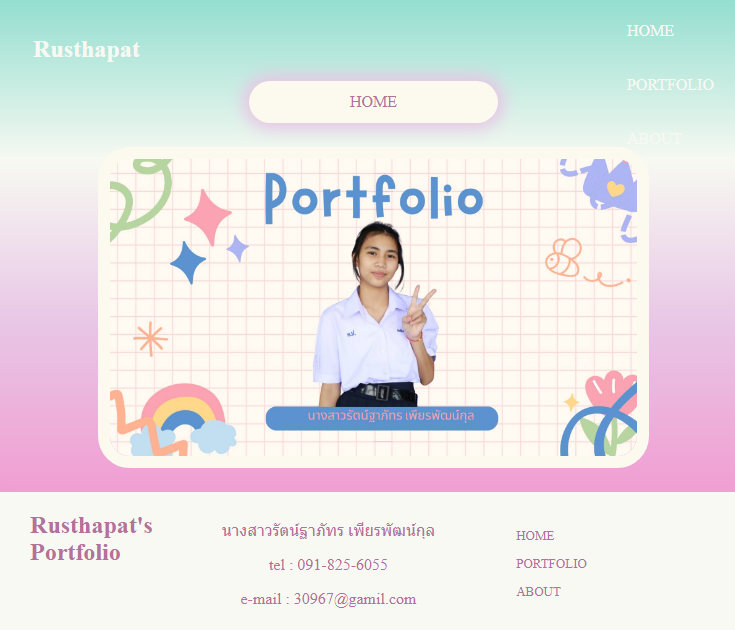 Rusthapat
HOME
PORTFOLIO
ABOUT
HOME
Portfolio
นางสาวรัตน์ฐาภัทร เพียรพัฒน์กุล
Rusthapat's
Portfolio
นางสาวรัตน์ฐาภัทร เพียรพัฒน์กุล
tel : 091-825-6055
e-mail : 30967@gamil.com
HOME
PORTFOLIO
ABOUT